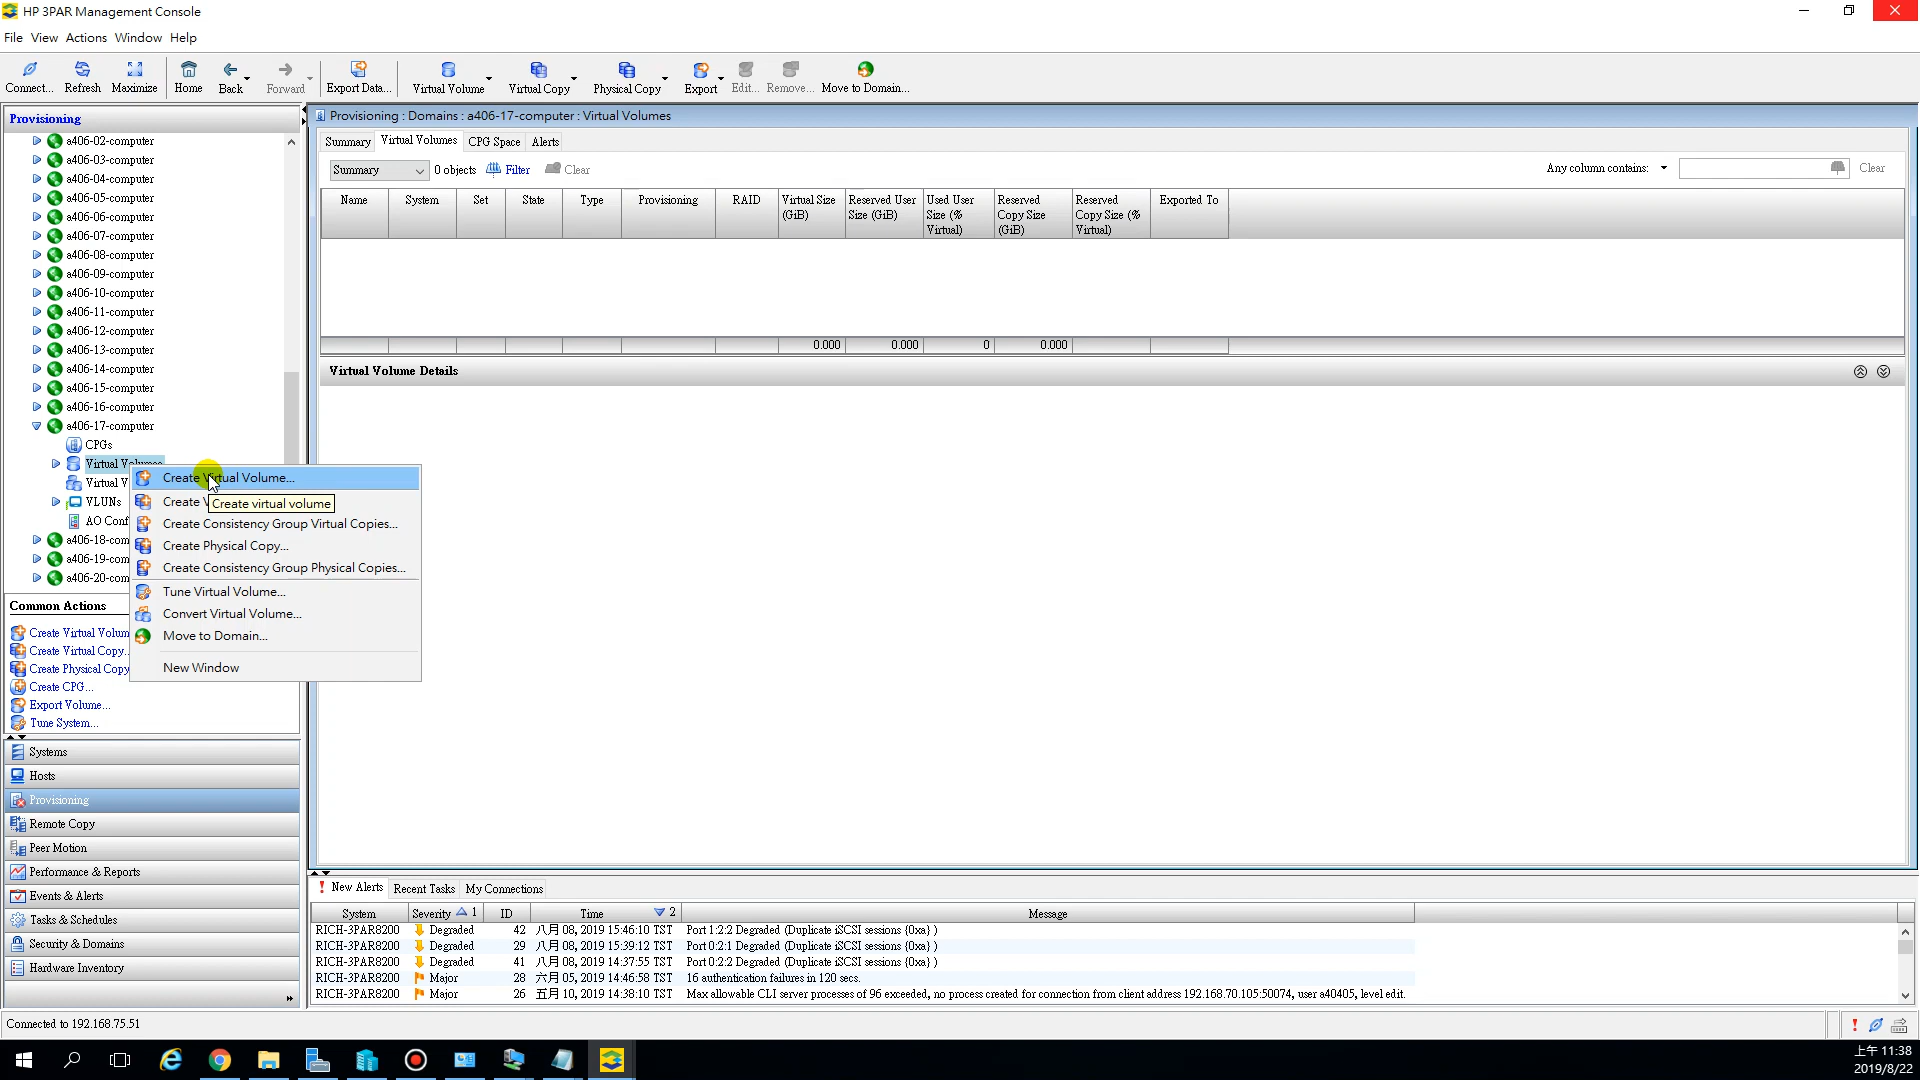 HP 3PAR Management Console
File View Actions Window Help
Connect... Refresh Maximize Home Back Forward Export Data... Virtual Volume Virtual Copy Physical Copy Export Edit... Remove... Move to Domain...
Provisioning
a406-02-computer
a406-03-computer
a406-04-computer
a406-05-computer
a406-06-computer
a406-07-computer
a406-08-computer
a406-09-computer
a406-10-computer
a406-11-computer
a406-12-computer
a406-13-computer
a406-14-computer
a406-15-computer
a406-16-computer
a406-17-computer
CPGs
Virtual Volumes
Virtual V
VLUNs
AO Conf
a406-18-com
a406-19-com
a406-20-com
Create Virtual Volume...
Create V
Create virtual volume
Create Consistency Group Virtual Copies...
Create Physical Copy...
Create Consistency Group Physical Copies...
Tune Virtual Volume...
Convert Virtual Volume...
Move to Domain...
New Window
Common Actions
Create Virtual Volum
Create Virtual Copy..
Create Physical Copy
Create CPG...
Export Volume...
Tune System...
Systems
Hosts
Provisioning
Remote Copy
Peer Motion
Performance & Reports
Events & Alerts
Tasks & Schedules
Security & Domains
Hardware Inventory
Provisioning : Domains : a406-17-computer : Virtual Volumes
Summary Virtual Volumes CPG Space Alerts
Summary 0 objects Filter Clear Any column contains: Clear
Name System Set State Type Provisioning RAID Virtual Size (GiB) Reserved User Size (GiB) Used User Size (% Virtual) Reserved Copy Size (GiB) Reserved Copy Size (% Virtual) Exported To
0.000 0.000 0 0.000
Virtual Volume Details
New Alerts Recent Tasks My Connections
System Severity 1 ID Time 2 Message
RICH-3PAR8200 Degraded 42 八月 08, 2019 15:46:10 TST Port 1:2:2 Degraded (Duplicate iSCSI sessions {0xa} )
RICH-3PAR8200 Degraded 29 八月 08, 2019 15:39:12 TST Port 0:2:1 Degraded (Duplicate iSCSI sessions {0xa} )
RICH-3PAR8200 Degraded 41 八月 08, 2019 14:37:55 TST Port 0:2:2 Degraded (Duplicate iSCSI sessions {0xa} )
RICH-3PAR8200 Major 28 六月 05, 2019 14:46:58 TST 16 authentication failures in 120 secs.
RICH-3PAR8200 Major 26 五月 10, 2019 14:38:10 TST Max allowable CLI server processes of 96 exceeded, no process created for connection from client address 192.168.70.105:50074, user a40405, level edit.
Connected to 192.168.75.51
上午 11:38
2019/8/22